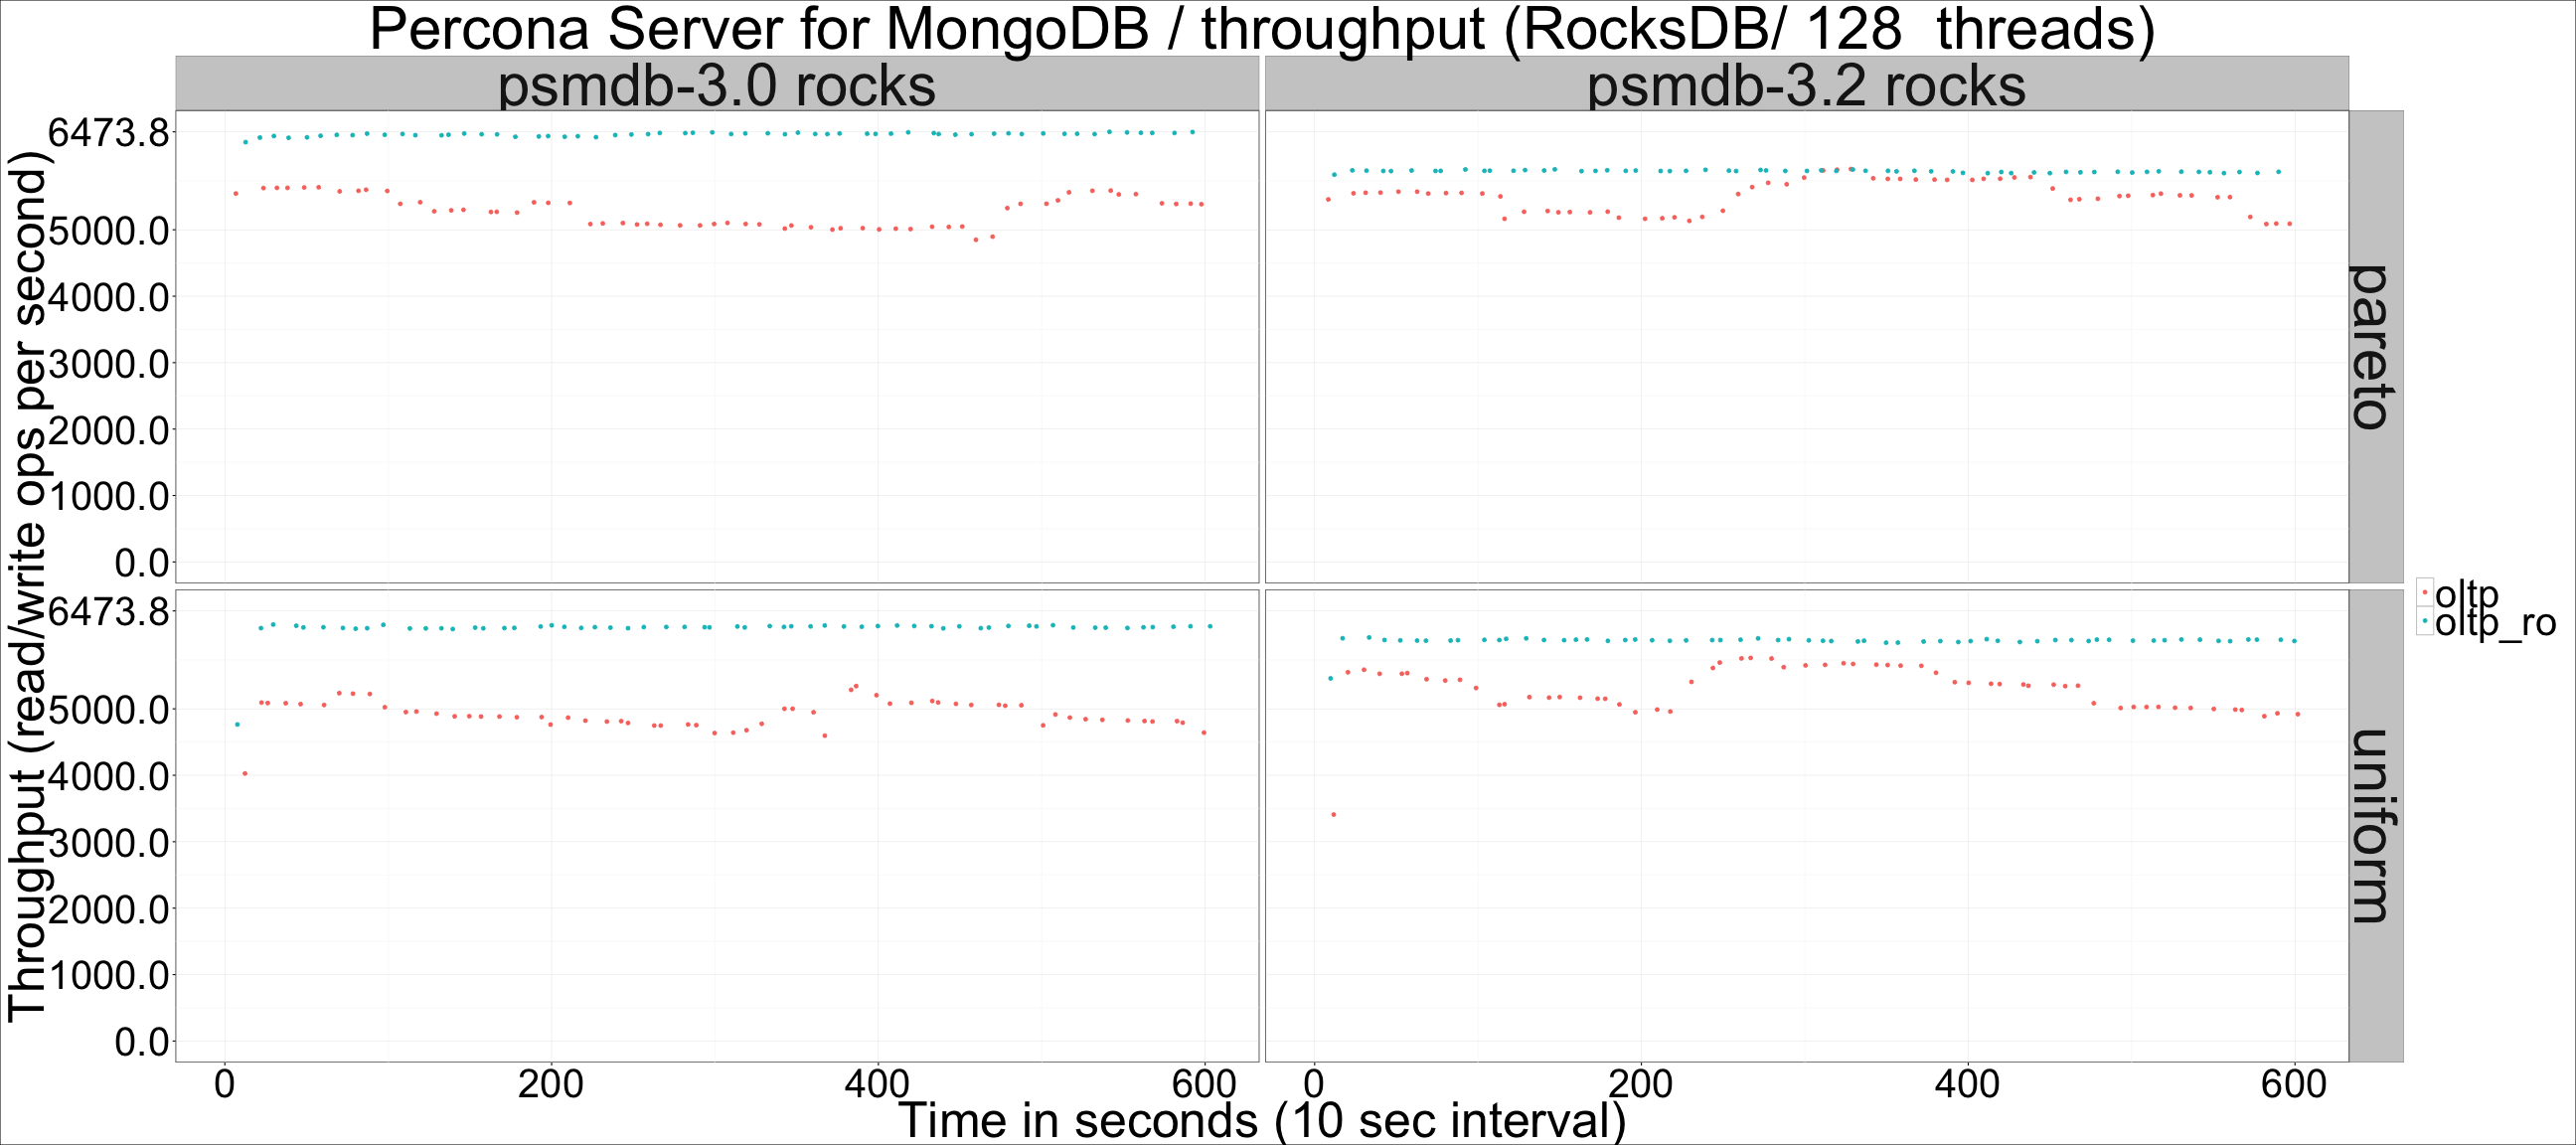 Percona Server for MongoDB / throughput (RocksDB/ 128  threads)
psmdb-3.0 rocks
psmdb-3.2 rocks
Throughput (read/write ops per second)
6473.8
5000.0
4000.0
3000.0
2000.0
1000.0
0.0
pareto
6473.8
5000.0
4000.0
3000.0
2000.0
1000.0
0.0
uniform
oltp
oltp_ro
0 200 400 600
0 200 400 600
Time in seconds (10 sec interval)